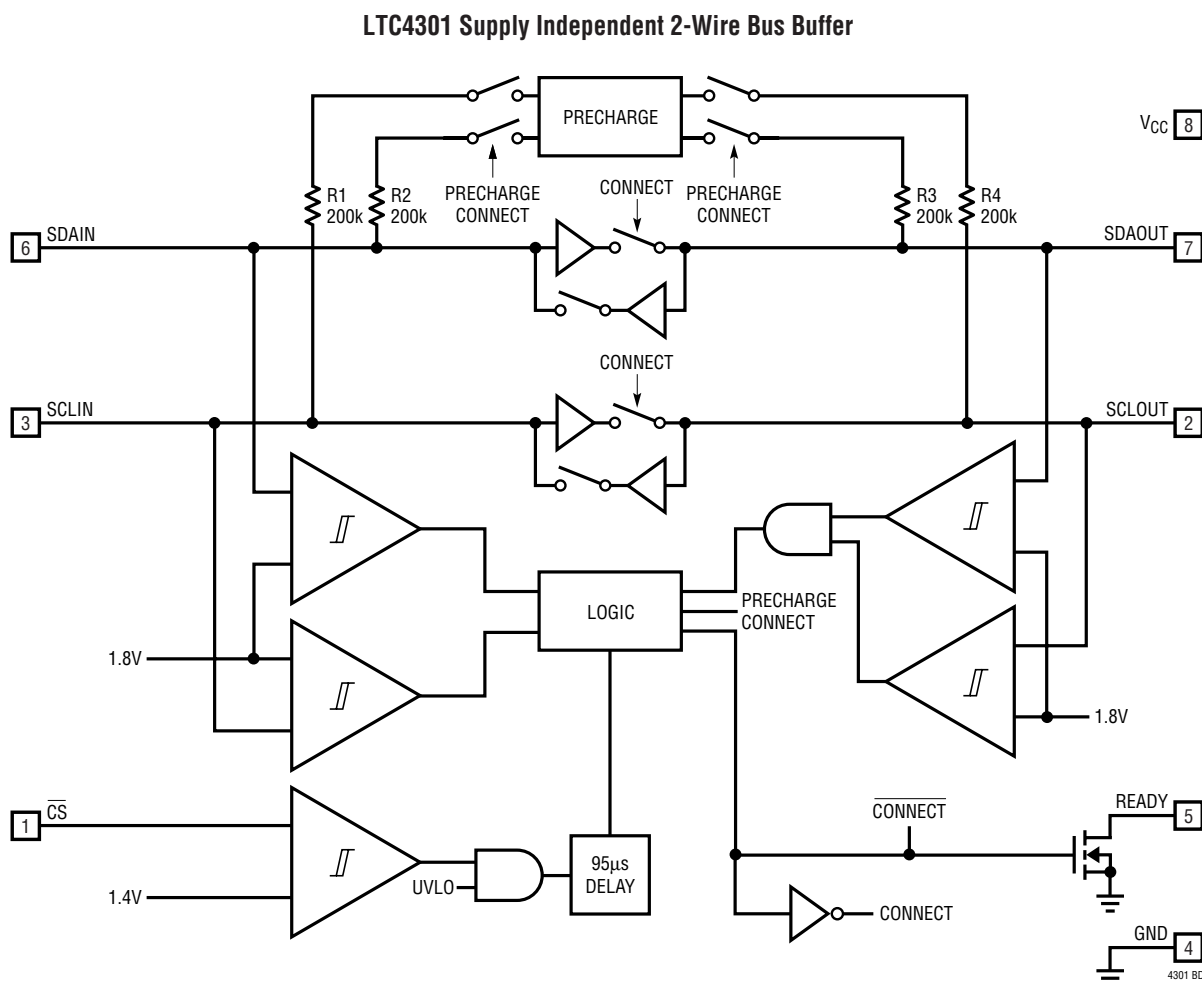 LTC4301 Supply Independent 2-Wire Bus Buffer
PRECHARGE
VCC
8
R1
200k
R2
200k
PRECHARGE
CONNECT
CONNECT
PRECHARGE
CONNECT
R3
200k
R4
200k
6
SDAIN
SDAOUT
7
CONNECT
3
SCLIN
SCLOUT
2
LOGIC
PRECHARGE
CONNECT
1.8V
1.8V
1
CS
CONNECT
READY
5
1.4V
UVLO
95µs
DELAY
CONNECT
GND
4
4301 BD